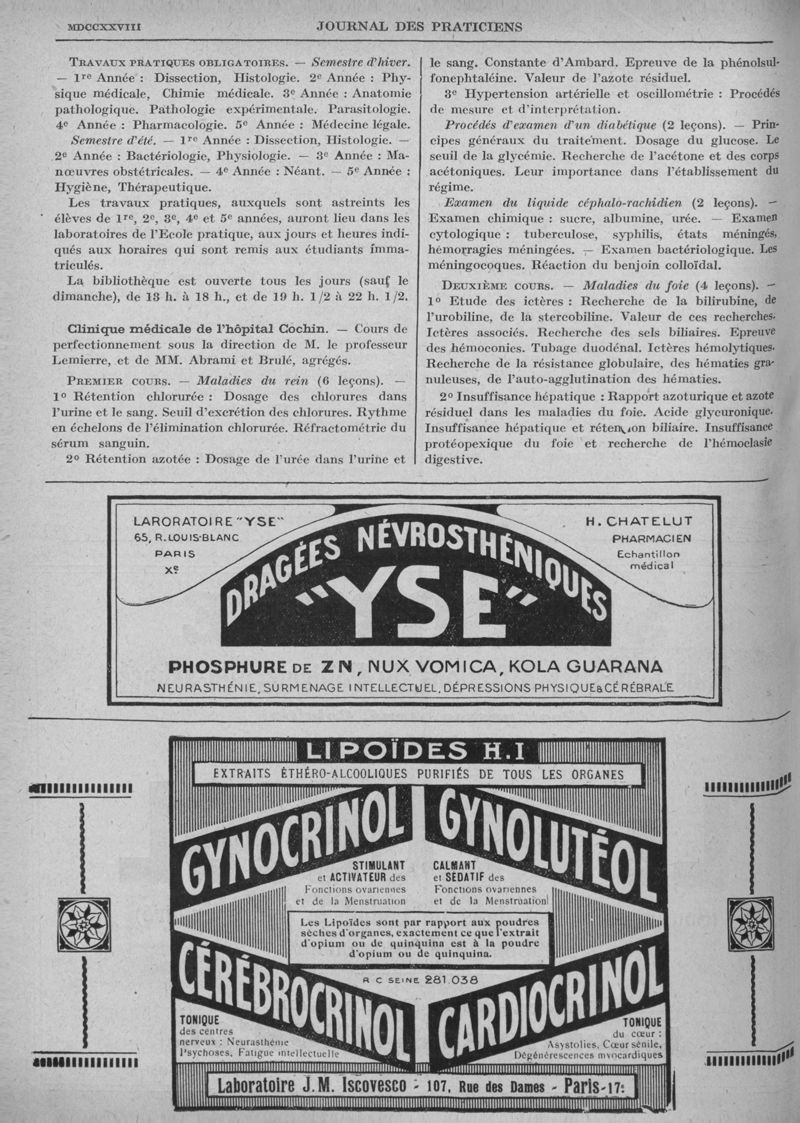 MDCCXXVIII
JOURNAL DES PRATICIENS
TRAVAUX PRATIQUES OBLIGATOIRES. — Semestre d'hiver.
— 1re Année : Dissection, Histologie. 2e Année : Phy-
sique médicale, Chimie médicale. 3e Année : Anatomie
pathologique. Pathologie expérimentale. Parasitologie.
4e Année : Pharmacologie. 5e Année : Médecine légale.
Semestre d'été. — 1re Année : Dissection, Histologie. —
2e Année : Bactériologie, Physiologie. — 3e Année : Ma-
nœuvres obstétricales. — 4e Année : Néant. — 5e Année :
Hygiène, Thérapeutique.
Les travaux pratiques, auxquels sont astreints les
élèves de 1re, 2e, 3e, 4e et 5e années, auront lieu dans les
laboratoires de l'Ecole pratique, aux jours et heures indi-
qués aux horaires qui sont remis aux étudiants imma-
triculés.
La bibliothèque est ouverte tous les jours (sauf le
dimanche), de 13 h. à 18 h., et de 19 h. 1/2 à 22 h. 1/2.
Clinique médicale de l'hôpital Cochin. — Cours de
perfectionnement sous la direction de M. le professeur
Lemierre, et de MM. Abrami et Brulé, agrégés.
PREMIER COURS. — Maladies du rein (6 leçons). —
1o Rétention chlorurée : Dosage des chlorures dans
l'urine et le sang. Seuil d'excrétion des chlorures. Rythme
en échelons de l'élimination chlorurée. Réfractométrie du
sérum sanguin.
2o Rétention azotée : Dosage de l'urée dans l'urine et
le sang. Constante d'Ambard. Epreuve de la phénolsul-
fonephtaléine. Valeur de l'azote résiduel.
3e Hypertension artérielle et oscillométrie : Procédés
de mesure et d'interprétation.
Procédés d'examen d'un diabétique (2 leçons). — Prin-
cipes généraux du traitement. Dosage du glucose. Le
seuil de la glycémie. Recherche de l'acétone et des corps
acétoniques. Leur importance dans l'établissement du
régime.
Examen du liquide céphalo-rachidien (2 leçons). —
Examen chimique : sucre, albumine, urée. — Examen
cytologique : tuberculose, syphilis, états méningés,
hémorragies méningées. — Examen bactériologique. Les
méningocoques. Réaction du benjoin colloïdal.
DEUXIÈME COURS. — Maladies du foie (4 leçons). —
1o Etude des ictères : Recherche de la bilirubine, de
l'urobiline, de la stercobiline. Valeur de ces recherches.
Ictères associés. Recherche des sels biliaires. Epreuve
des hémoconies. Tubage duodénal. Ictères hémolytiques.
Recherche de la résistance globulaire, des hématies gra-
nuleuses, de l'auto-agglutination des hématies.
2o Insuffisance hépatique : Rapport azoturique et azote
résiduel dans les maladies du foie. Acide glycuronique.
Insuffisance hépatique et rétention biliaire. Insuffisance
protéopexique du foie et recherche de l'hémoclasie
digestive.
LARORATOIRE "YSE"
65, R. LOUIS-BLANC
PARIS
Xe
H. CHATELUT
PHARMACIEN
Echantillon
médical
DRAGÉES NÉVROSTHÉNIQUES
"YSE"
PHOSPHURE DE ZN, NUX VOMICA, KOLA GUARANA
NEURASTHÉNIE, SURMENAGE INTELLECTUEL, DÉPRESSIONS PHYSIQUE & CÉRÉBRALE
LIPOÏDES H.I
EXTRAITS ÉTHÉRO-ALCOOLIQUES PURIFIÉS DE TOUS LES ORGANES
GYNOCRINOL
STIMULANT
et ACTIVATEUR des
Fonctions ovariennes
et de la Menstruation
GYNOLUTÉOL
CALMANT
et SÉDATIF des
Fonctions ovariennes
et de la Menstruation
Les Lipoïdes sont par rapport aux poudres
sèches d'organes, exactement ce que l'extrait
d'opium ou de quinquina est à la poudre
d'opium ou de quinquina.
R C SEINE 281.038
CÉRÉBROCRINOL
TONIQUE
des centres
nerveux : Neurasthénie
Psychoses, Fatigue intellectuelle
CARDIOCRINOL
TONIQUE
du cœur :
Asystolies, Cœur sénile,
Dégénérescences myocardiques
Laboratoire J.M. ISCOVESCO - 107, Rue des Dames - Paris-17e